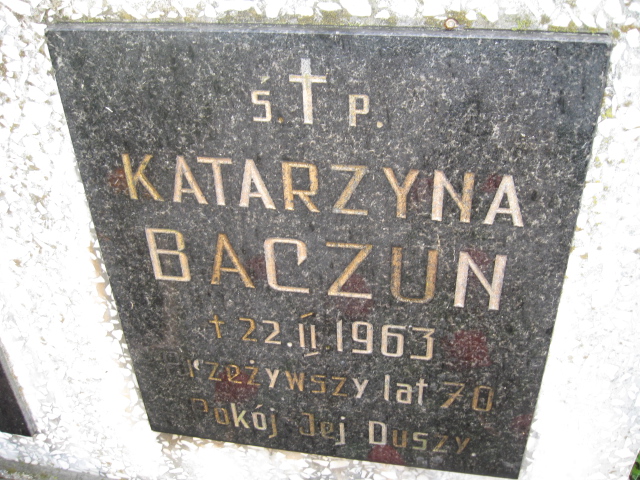 Ś. P.
KATARZYNA
BACZUN
† 22.II 1963
Przeżywszy lat 70
Pokój Jej Duszy.